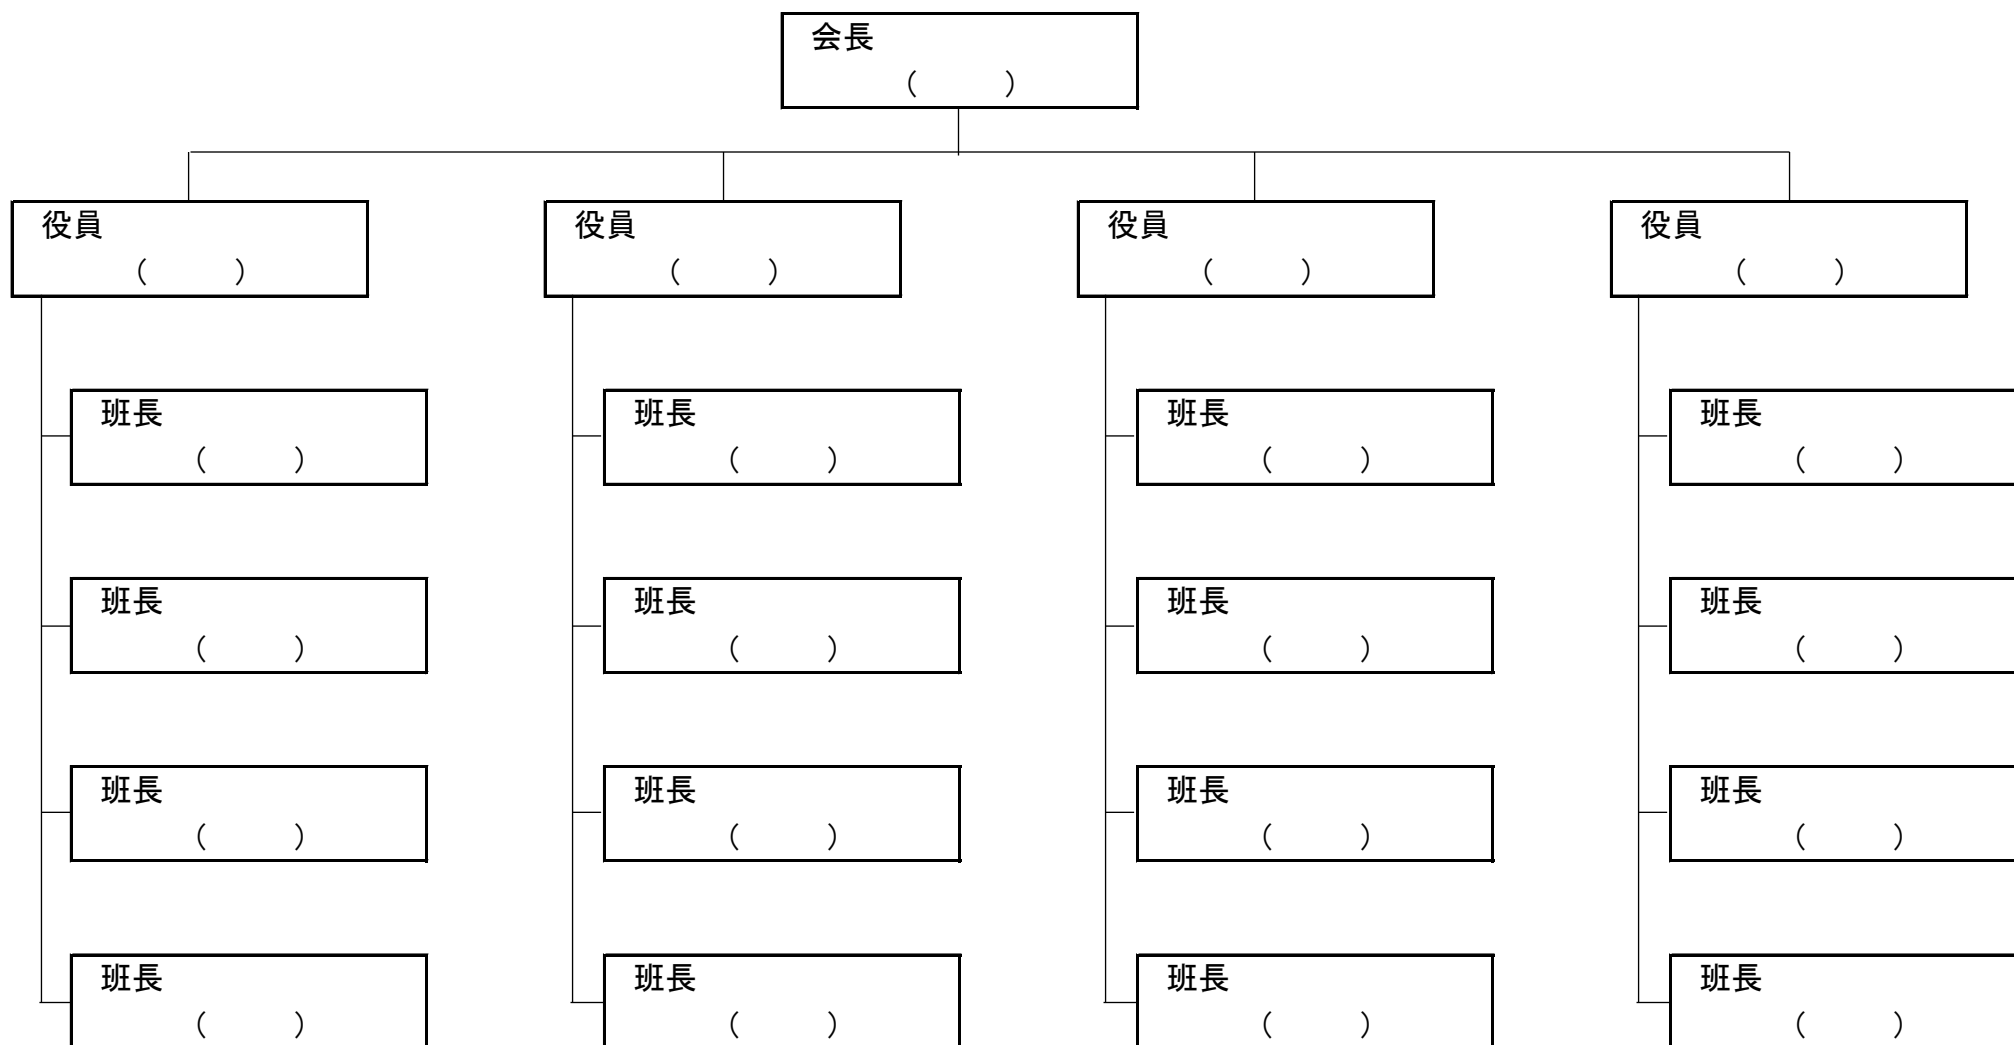 会長
(　　　)
役員
(　　　)
役員
(　　　)
役員
(　　　)
役員
(　　　)
班長
(　　　)
班長
(　　　)
班長
(　　　)
班長
(　　　)
班長
(　　　)
班長
(　　　)
班長
(　　　)
班長
(　　　)
班長
(　　　)
班長
(　　　)
班長
(　　　)
班長
(　　　)
班長
(　　　)
班長
(　　　)
班長
(　　　)
班長
(　　　)